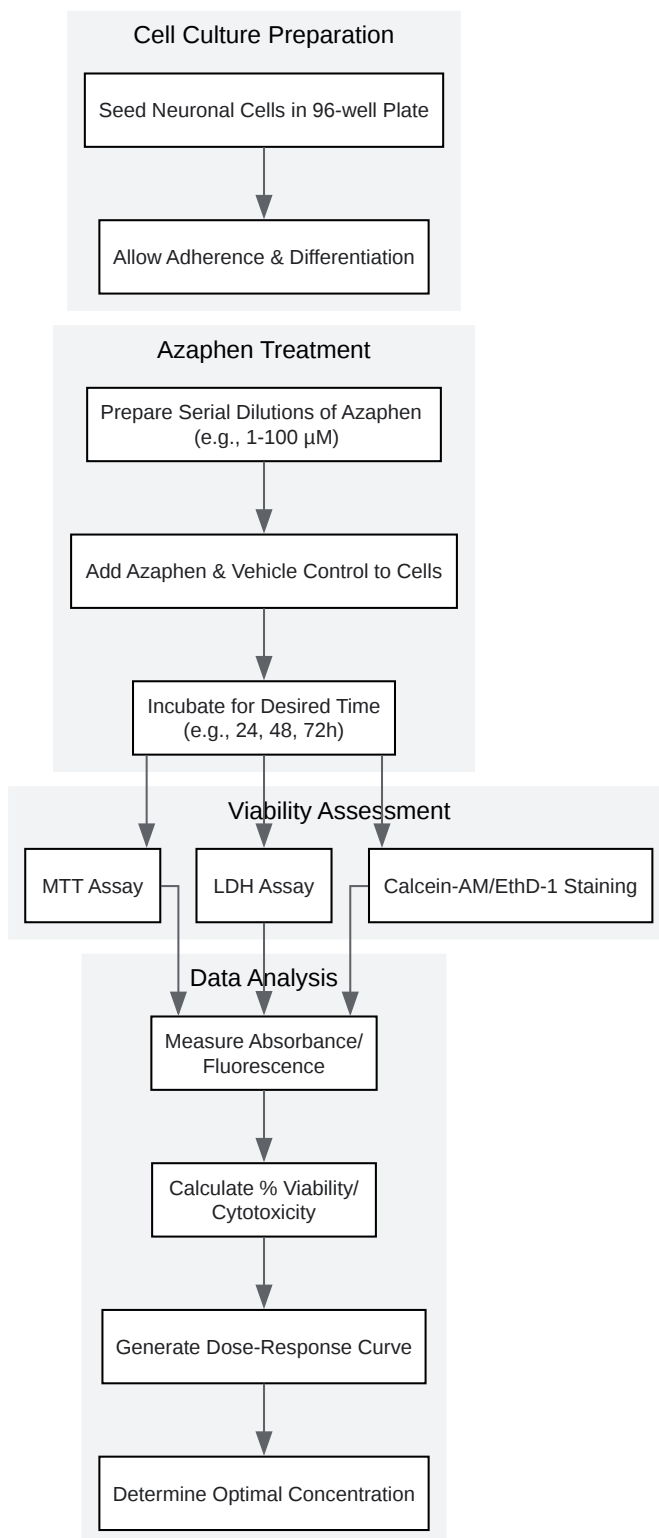 Cell Culture Preparation
Seed Neuronal Cells in 96-well Plate
Allow Adherence & Differentiation
Azaphen Treatment
Prepare Serial Dilutions of Azaphen
(e.g., 1-100 µM)
Add Azaphen & Vehicle Control to Cells
Incubate for Desired Time
(e.g., 24, 48, 72h)
Viability Assessment
MTT Assay
LDH Assay
Calcein-AM/EthD-1 Staining
Data Analysis
Measure Absorbance/
Fluorescence
Calculate % Viability/
Cytotoxicity
Generate Dose-Response Curve
Determine Optimal Concentration